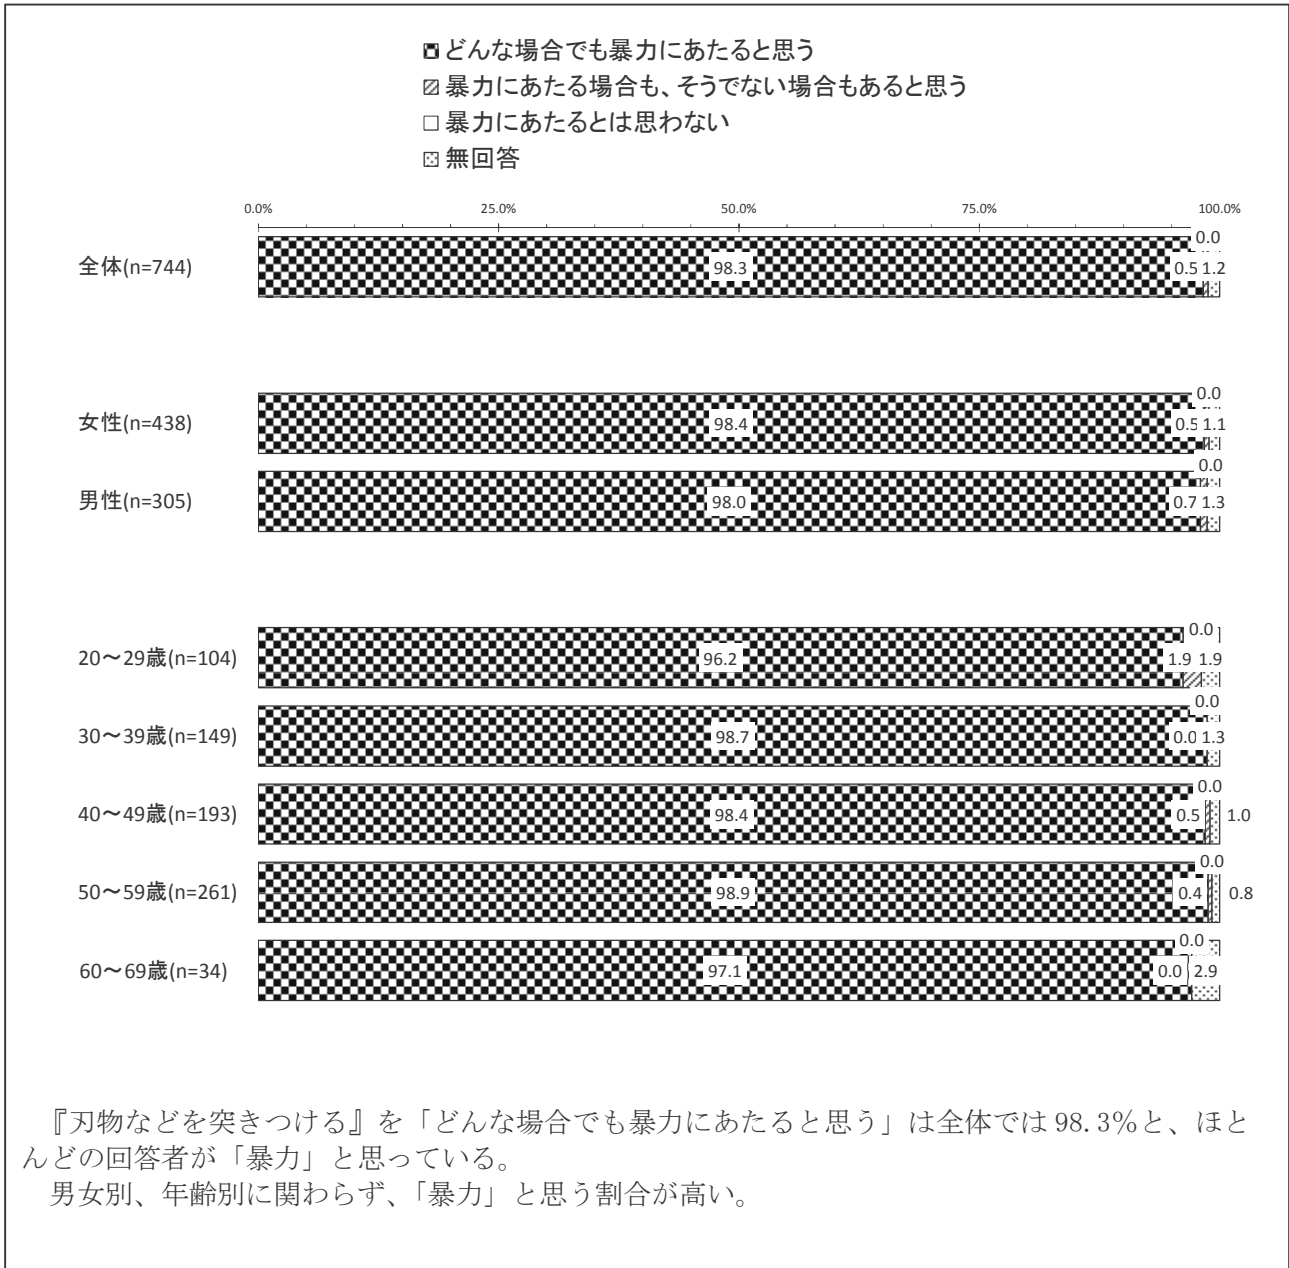 どんな場合でも暴力にあたると思う
暴力にあたる場合も、そうでない場合もあると思う
暴力にあたるとは思わない
無回答
0.0% 25.0% 50.0% 75.0% 100.0%
0.0
全体(n=744) 98.3 0.5 1.2
0.0
女性(n=438) 98.4 0.5 1.1
0.0
男性(n=305) 98.0 0.7 1.3
0.0
20～29歳(n=104) 96.2 1.9 1.9
0.0
30～39歳(n=149) 98.7 0.0 1.3
0.0
40～49歳(n=193) 98.4 0.5 1.0
0.0
50～59歳(n=261) 98.9 0.4 0.8
0.0
60～69歳(n=34) 97.1 0.0 2.9
『刃物などを突きつける』を「どんな場合でも暴力にあたると思う」は全体では 98.3%と、ほと
んどの回答者が「暴力」と思っている。
男女別、年齢別に関わらず、「暴力」と思う割合が高い。